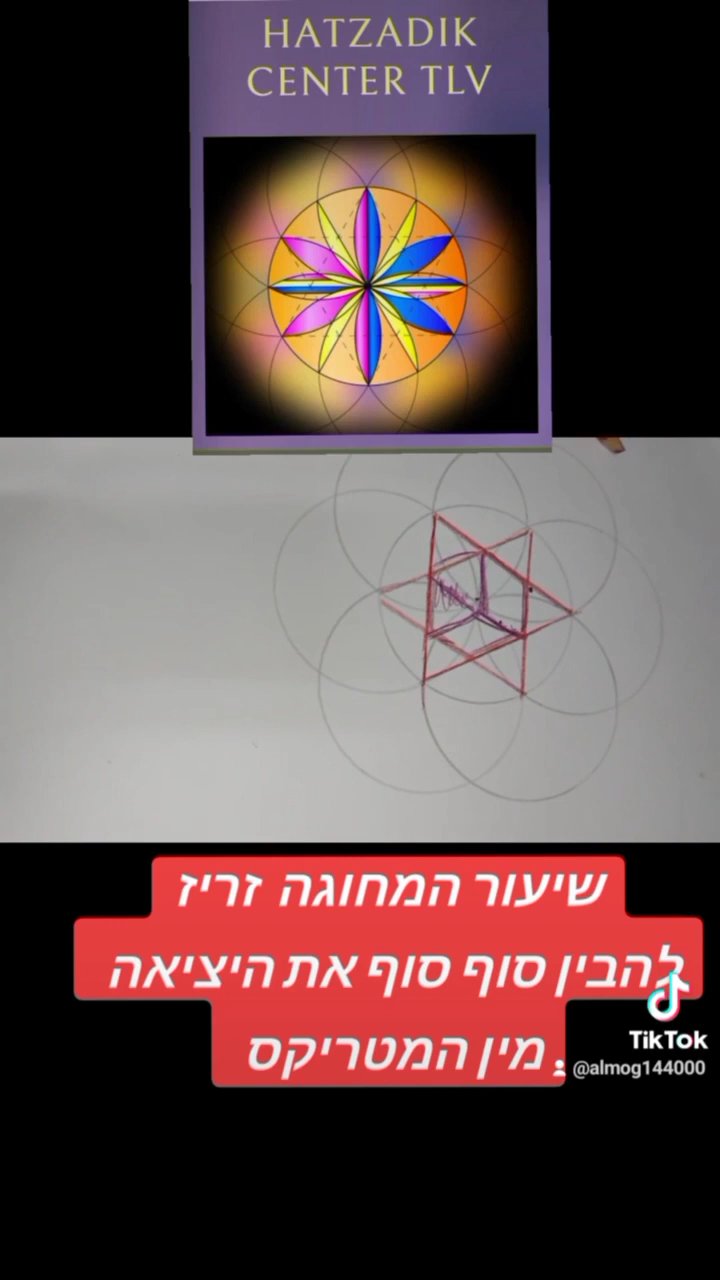 HATZADIK
CENTER TLV
שיעור המחוגה זריז
להבין סוף סוף את היציאה
מין המטריקס
TikTok
@almog144000